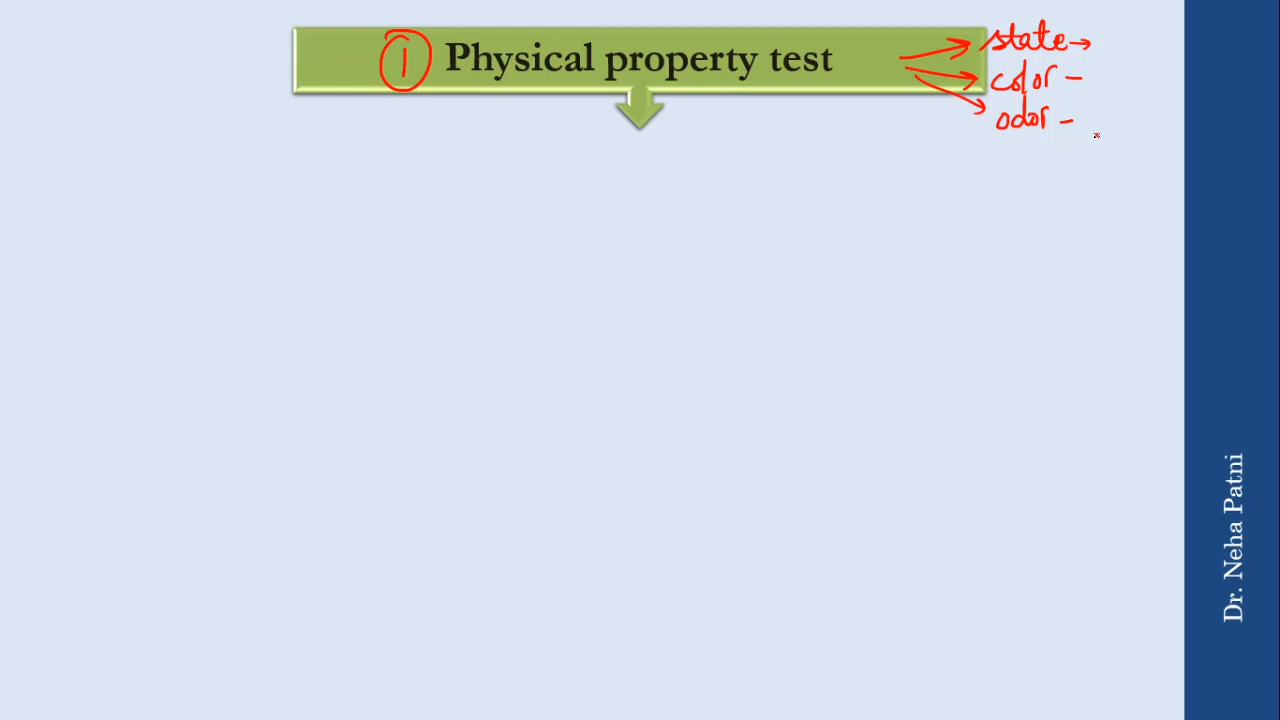 ① Physical property test
state →
color -
odor -
Dr. Neha Patni